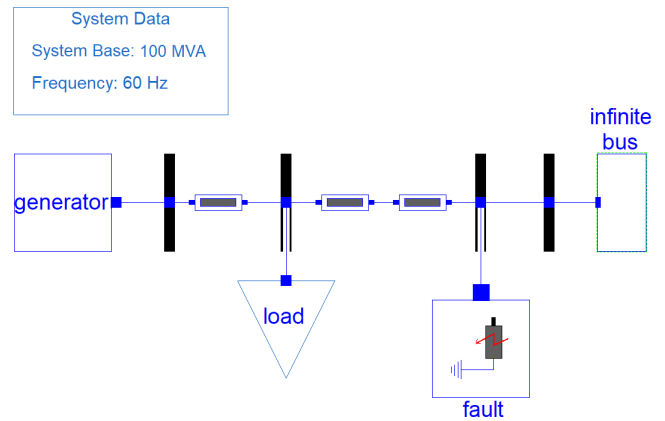 System Data
System Base: 100 MVA
Frequency: 60 Hz
infinite
bus
generator
load
fault